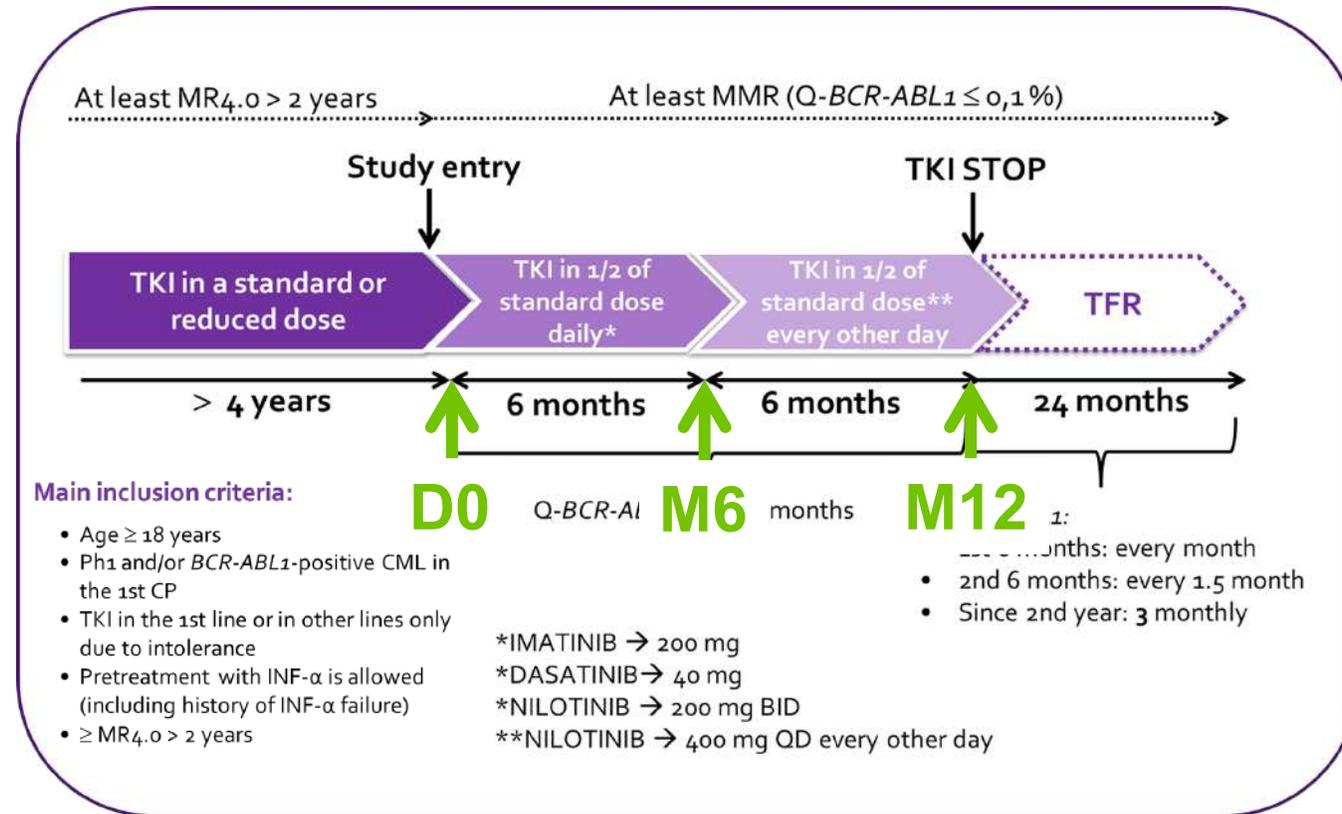 At least MR4.0 > 2 years
At least MMR (Q-BCR-ABL1 ≤ 0,1%)
Study entry
TKI STOP
TKI in a standard or
reduced dose
TKI in 1/2 of
standard dose
daily*
TKI in 1/2 of
standard dose**
every other day
TFR
> 4 years
6 months
6 months
24 months
D0
M6
M12
Main inclusion criteria:
• Age ≥ 18 years
• Ph1 and/or BCR-ABL1-positive CML in
the 1st CP
• TKI in the 1st line or in other lines only
due to intolerance
• Pretreatment with INF-α is allowed
(including history of INF-α failure)
• ≥ MR4.0 > 2 years
months
*IMATINIB → 200 mg
*DASATINIB → 40 mg
*NILOTINIB → 200 mg BID
**NILOTINIB → 400 mg QD every other day
1:
months: every month
• 2nd 6 months: every 1.5 month
• Since 2nd year: 3 monthly